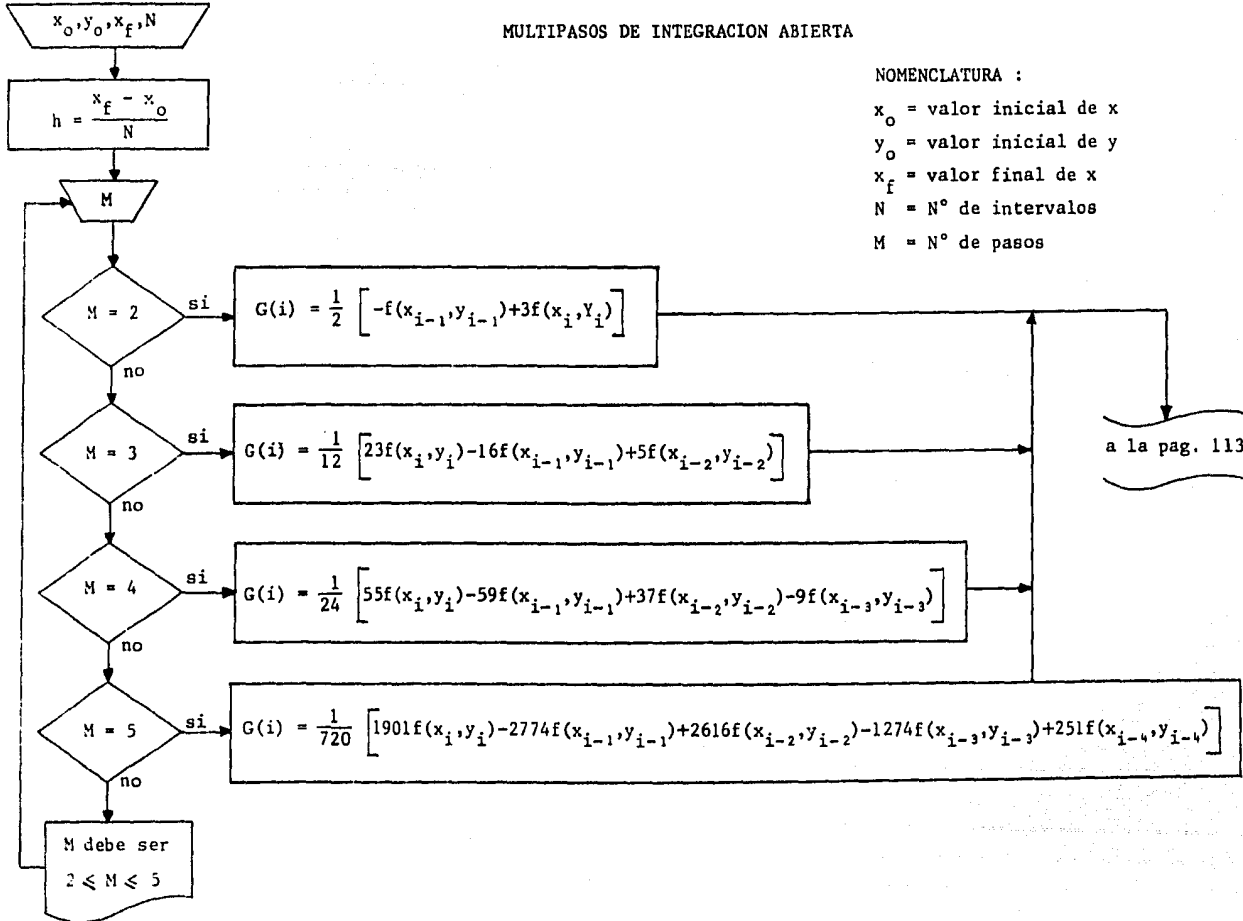 x_o,y_o,x_f,N
MULTIPASOS DE INTEGRACION ABIERTA
NOMENCLATURA :
x_o = valor inicial de x
y_o = valor inicial de y
x_f = valor final de x
N = N° de intervalos
M = N° de pasos
h = (x_f - x_o)/N
M
M = 2
si
G(i) = 1/2 [-f(x_{i-1},y_{i-1})+3f(x_i,Y_i)]
no
M = 3
si
G(i) = 1/12 [23f(x_i,y_i)-16f(x_{i-1},y_{i-1})+5f(x_{i-2},y_{i-2})]
a la pag. 113
no
M = 4
si
G(i) = 1/24 [55f(x_i,y_i)-59f(x_{i-1},y_{i-1})+37f(x_{i-2},y_{i-2})-9f(x_{i-3},y_{i-3})]
no
M = 5
si
G(i) = 1/720 [1901f(x_i,y_i)-2774f(x_{i-1},y_{i-1})+2616f(x_{i-2},y_{i-2})-1274f(x_{i-3},y_{i-3})+251f(x_{i-4},y_{i-4})]
no
M debe ser
2 ⩽ M ⩽ 5